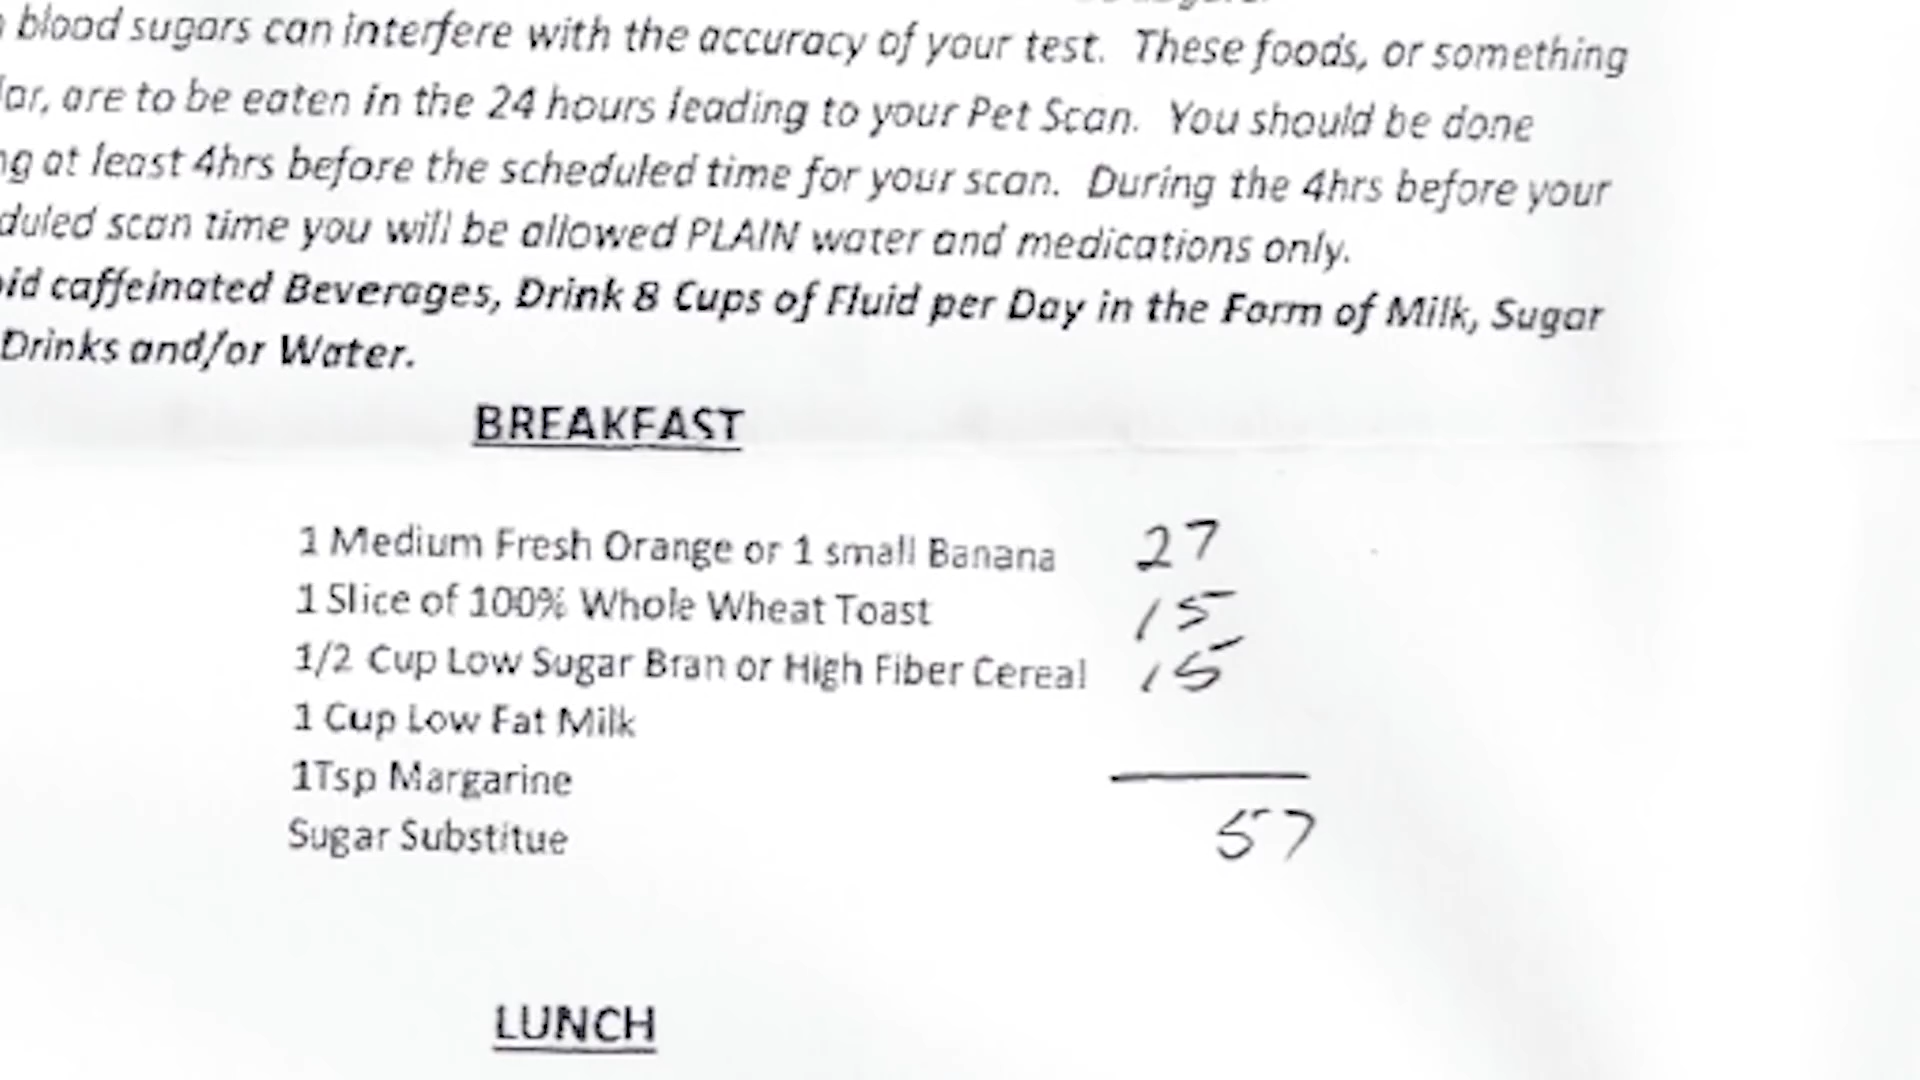 blood sugars can interfere with the accuracy of your test. These foods, or something
are to be eaten in the 24 hours leading to your Pet Scan. You should be done
at least 4hrs before the scheduled time for your scan. During the 4hrs before your
duled scan time you will be allowed PLAIN water and medications only.
id caffeinated Beverages, Drink 8 Cups of Fluid per Day in the Form of Milk, Sugar
Drinks and/or Water.
BREAKFAST
1 Medium Fresh Orange or 1 small Banana 27
1 Slice of 100% Whole Wheat Toast 15
1/2 Cup Low Sugar Bran or High Fiber Cereal 15
1 Cup Low Fat Milk
1Tsp Margarine
Sugar Substitue 57
LUNCH